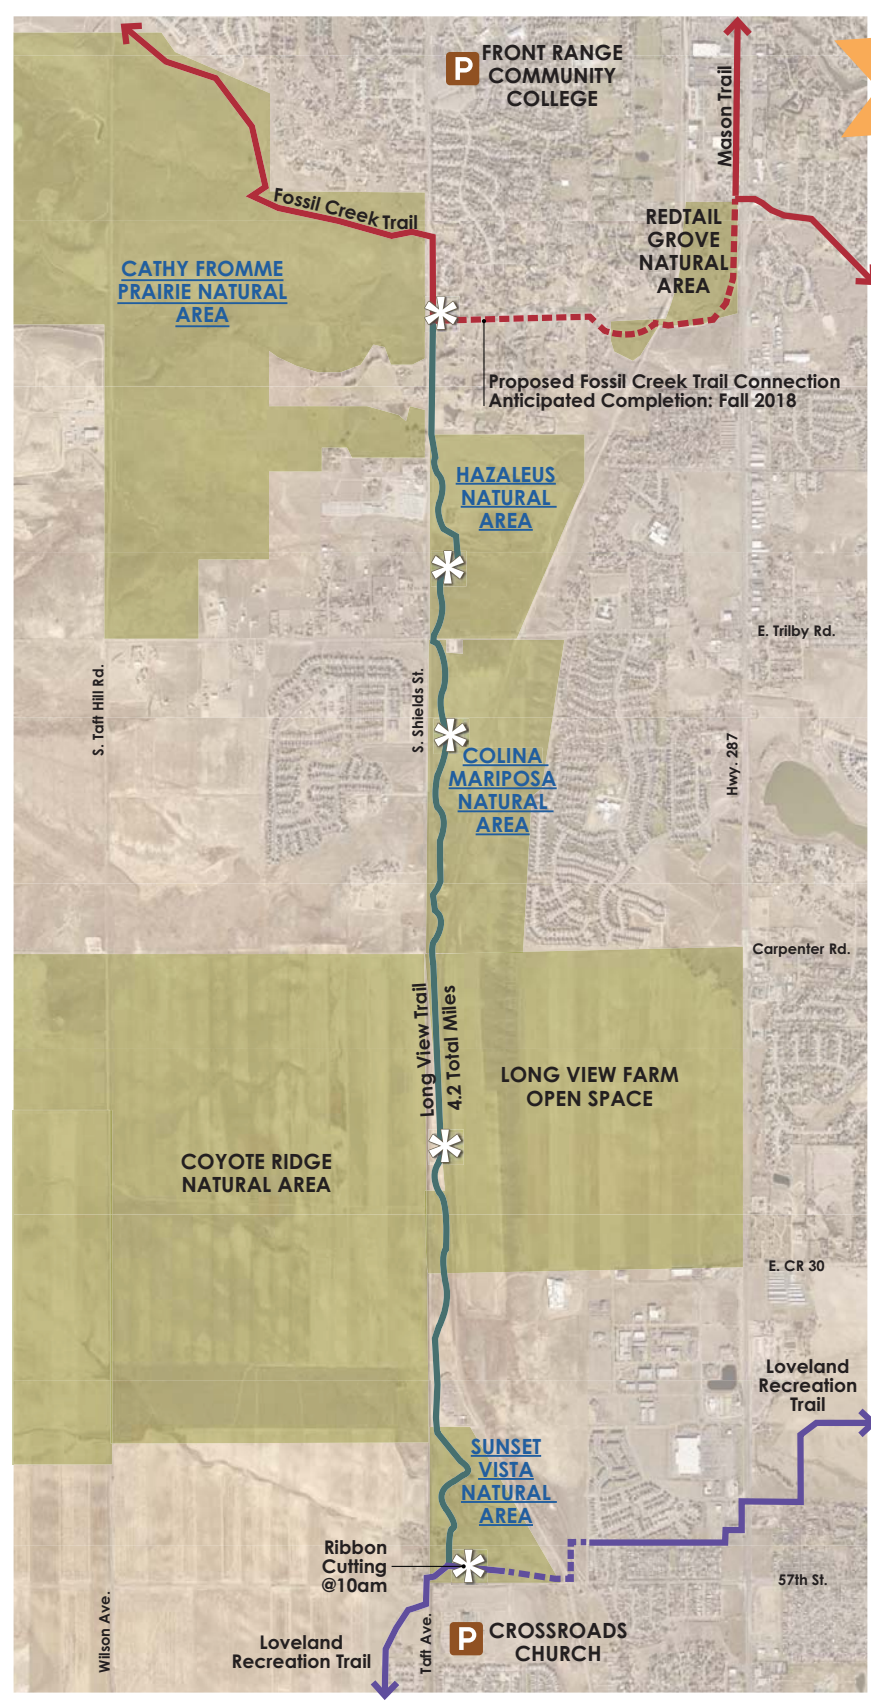 P
FRONT RANGE
COMMUNITY
COLLEGE
Mason Trail
Fossil Creek Trail
REDTAIL
GROVE
NATURAL
AREA
CATHY FROMME
PRAIRIE NATURAL
AREA
Proposed Fossil Creek Trail Connection
Anticipated Completion: Fall 2018
HAZALEUS
NATURAL
AREA
E. Trilby Rd.
S. Taft Hill Rd.
S. Shields St.
Hwy. 287
COLINA
MARIPOSA
NATURAL
AREA
Carpenter Rd.
Long View Trail
4.2 Total Miles
LONG VIEW FARM
OPEN SPACE
COYOTE RIDGE
NATURAL AREA
E. CR 30
Loveland
Recreation
Trail
SUNSET
VISTA
NATURAL
AREA
Ribbon
Cutting
@10am
57th St.
Wilson Ave.
Taft Ave.
Loveland
Recreation Trail
P
CROSSROADS
CHURCH